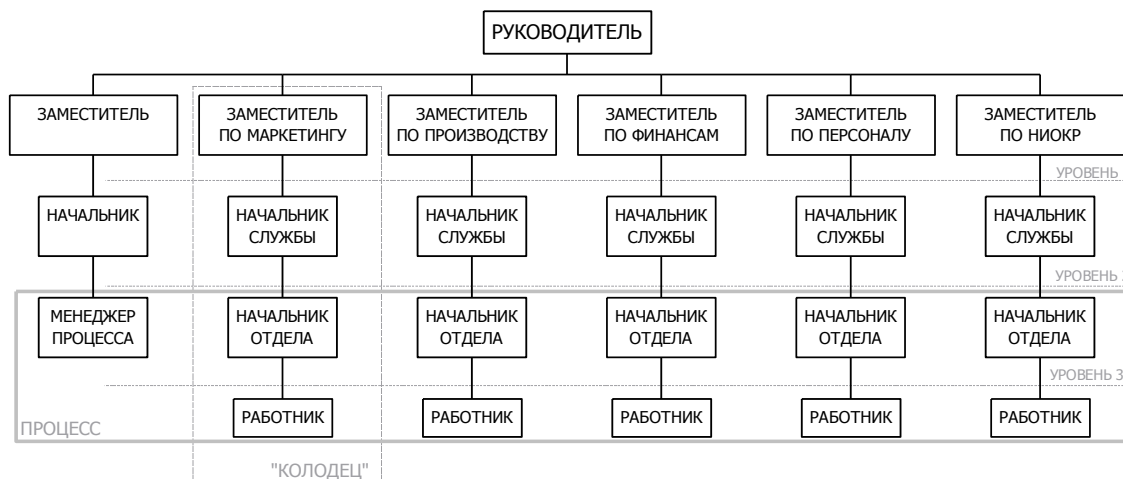 РУКОВОДИТЕЛЬ
ЗАМЕСТИТЕЛЬ
ЗАМЕСТИТЕЛЬ
ПО МАРКЕТИНГУ
ЗАМЕСТИТЕЛЬ
ПО ПРОИЗВОДСТВУ
ЗАМЕСТИТЕЛЬ
ПО ФИНАНСАМ
ЗАМЕСТИТЕЛЬ
ПО ПЕРСОНАЛУ
ЗАМЕСТИТЕЛЬ
ПО НИОКР
УРОВЕНЬ
НАЧАЛЬНИК
НАЧАЛЬНИК
СЛУЖБЫ
НАЧАЛЬНИК
СЛУЖБЫ
НАЧАЛЬНИК
СЛУЖБЫ
НАЧАЛЬНИК
СЛУЖБЫ
НАЧАЛЬНИК
СЛУЖБЫ
УРОВЕНЬ
МЕНЕДЖЕР
ПРОЦЕССА
НАЧАЛЬНИК
ОТДЕЛА
НАЧАЛЬНИК
ОТДЕЛА
НАЧАЛЬНИК
ОТДЕЛА
НАЧАЛЬНИК
ОТДЕЛА
НАЧАЛЬНИК
ОТДЕЛА
УРОВЕНЬ 3
РАБОТНИК
РАБОТНИК
РАБОТНИК
РАБОТНИК
РАБОТНИК
ПРОЦЕСС
"КОЛОДЕЦ"